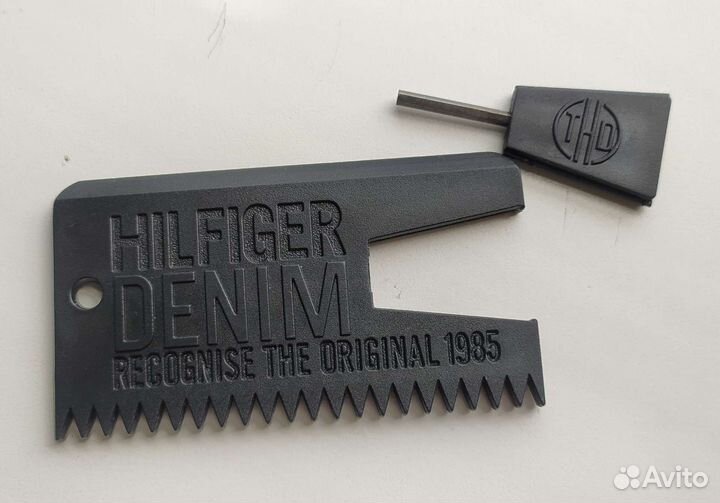 THD
HILFIGER
DENIM
RECOGNISE THE ORIGINAL 1985
Avito